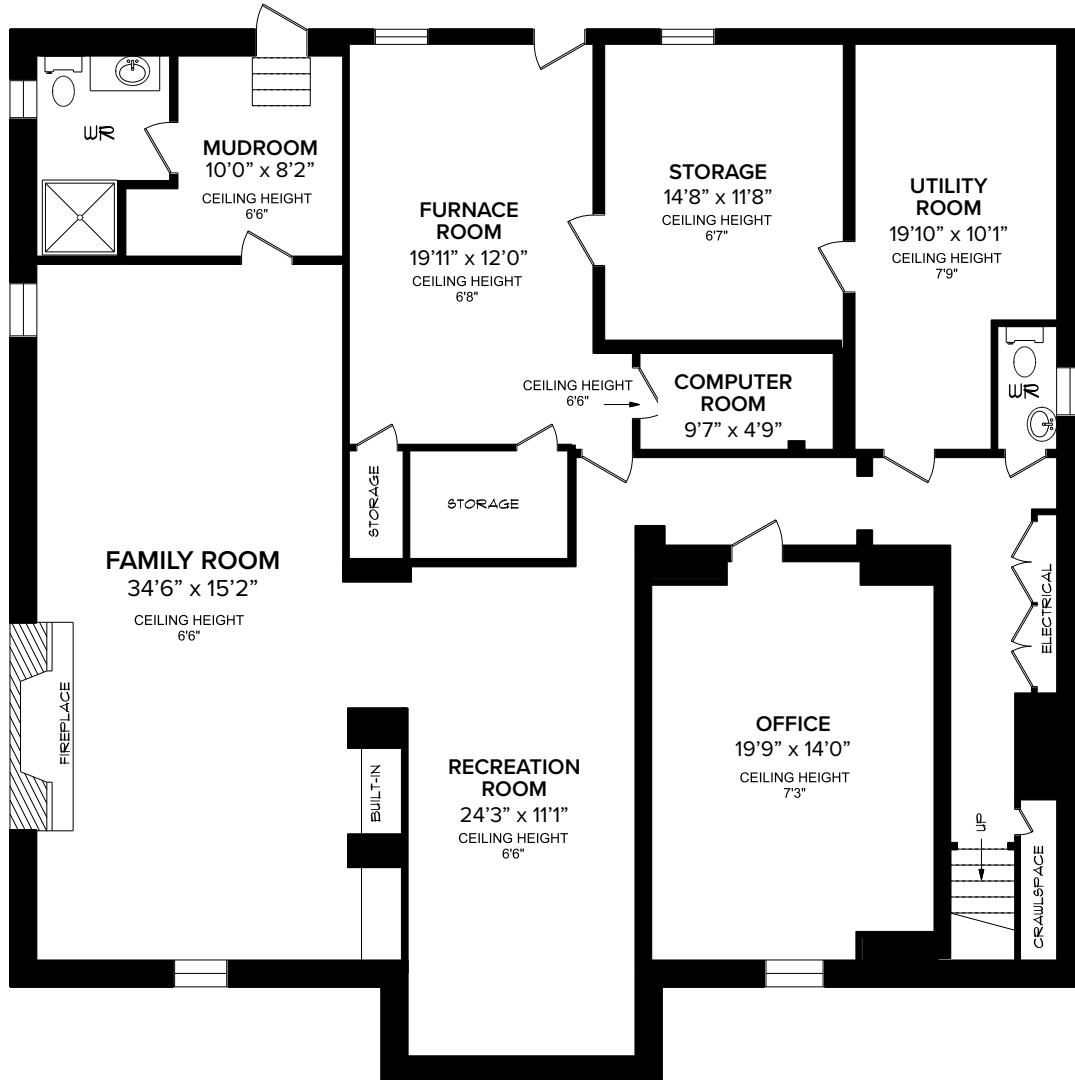 WR
MUDROOM
10’0” x 8’2”
CEILING HEIGHT
6'6"
FURNACE
ROOM
19’11” x 12’0”
CEILING HEIGHT
6'8"
STORAGE
14’8” x 11’8”
CEILING HEIGHT
6'7"
UTILITY
ROOM
19’10” x 10’1”
CEILING HEIGHT
7'9"
CEILING HEIGHT
6'6"
COMPUTER
ROOM
9’7” x 4’9”
WR
STORAGE
STORAGE
FAMILY ROOM
34’6” x 15’2”
CEILING HEIGHT
6'6"
ELECTRICAL
FIREPLACE
BUILT-IN
RECREATION
ROOM
24’3” x 11’1”
CEILING HEIGHT
6'6"
OFFICE
19’9” x 14’0”
CEILING HEIGHT
7'3"
UP
CRAWLSPACE